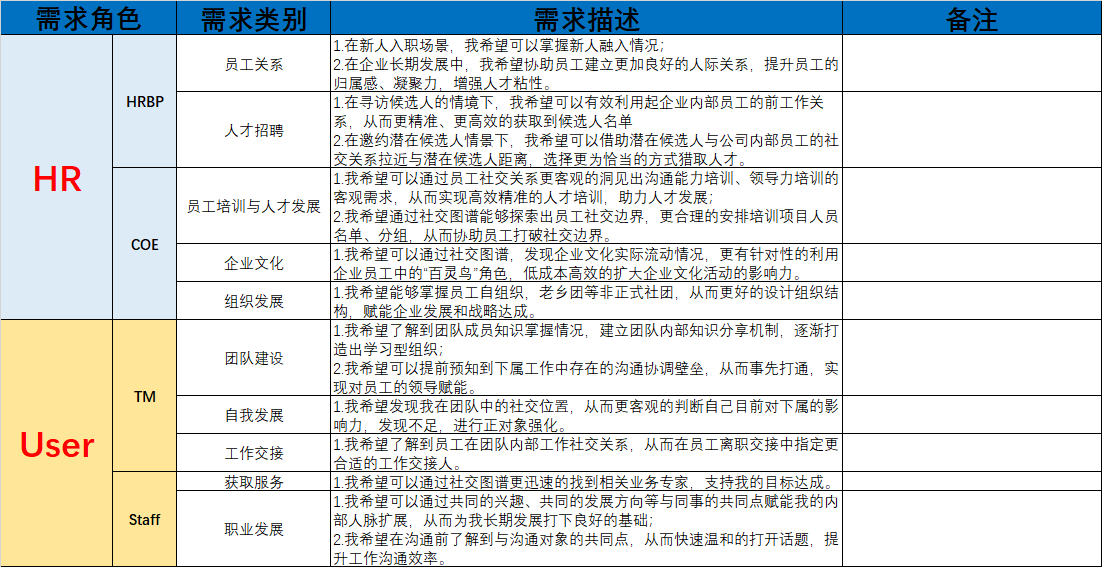 需求角色 需求类别 需求描述 备注
HR
HRBP
员工关系
1.在新人入职场景，我希望可以掌握新人融入情况；
2.在企业长期发展中，我希望协助员工建立更加良好的人际关系，提升员工的
归属感、凝聚力，增强人才粘性。
人才招聘
1.在寻访候选人的情境下，我希望可以有效利用起企业内部员工的前工作关
系，从而更精准、更高效的获取到候选人名单
2.在邀约潜在候选人情景下，我希望可以借助潜在候选人与公司内部员工的社
交关系拉近与潜在候选人距离，选择更为恰当的方式猎取人才。
COE
员工培训与人才发展
1.我希望可以通过员工社交关系更客观的洞见出沟通能力培训、领导力培训的
客观需求，从而实现高效精准的人才培训，助力人才发展；
2.我希望通过社交图谱能够探索出员工社交边界，更合理的安排培训项目人员
名单、分组，从而协助员工打破社交边界。
企业文化
1.我希望可以通过社交图谱，发现企业文化实际流动情况，更有针对性的利用
企业员工中的“百灵鸟”角色，低成本高效的扩大企业文化活动的影响力。
组织发展
1.我希望能够掌握员工自组织，老乡团等非正式社团，从而更好的设计组织结
构，赋能企业发展和战略达成。
User
TM
团队建设
1.我希望了解到团队成员知识掌握情况，建立团队内部知识分享机制，逐渐打
造出学习型组织；
2.我希望可以提前预知到下属工作中存在的沟通协调壁垒，从而事先打通，实
现对员工的领导赋能。
自我发展
1.我希望发现我在团队中的社交位置，从而更客观的判断自己目前对下属的影
响力，发现不足，进行正对象强化。
工作交接
1.我希望了解到员工在团队内部工作社交关系，从而在员工离职交接中指定更
合适的工作交接人。
Staff
获取服务
1.我希望可以通过社交图谱更迅速的找到相关业务专家，支持我的目标达成。
职业发展
1.我希望可以通过共同的兴趣、共同的发展方向等与同事的共同点赋能我的内
部人脉扩展，从而为我长期发展打下良好的基础；
2.我希望在沟通前了解到与沟通对象的共同点，从而快速温和的打开话题，提
升工作沟通效率。